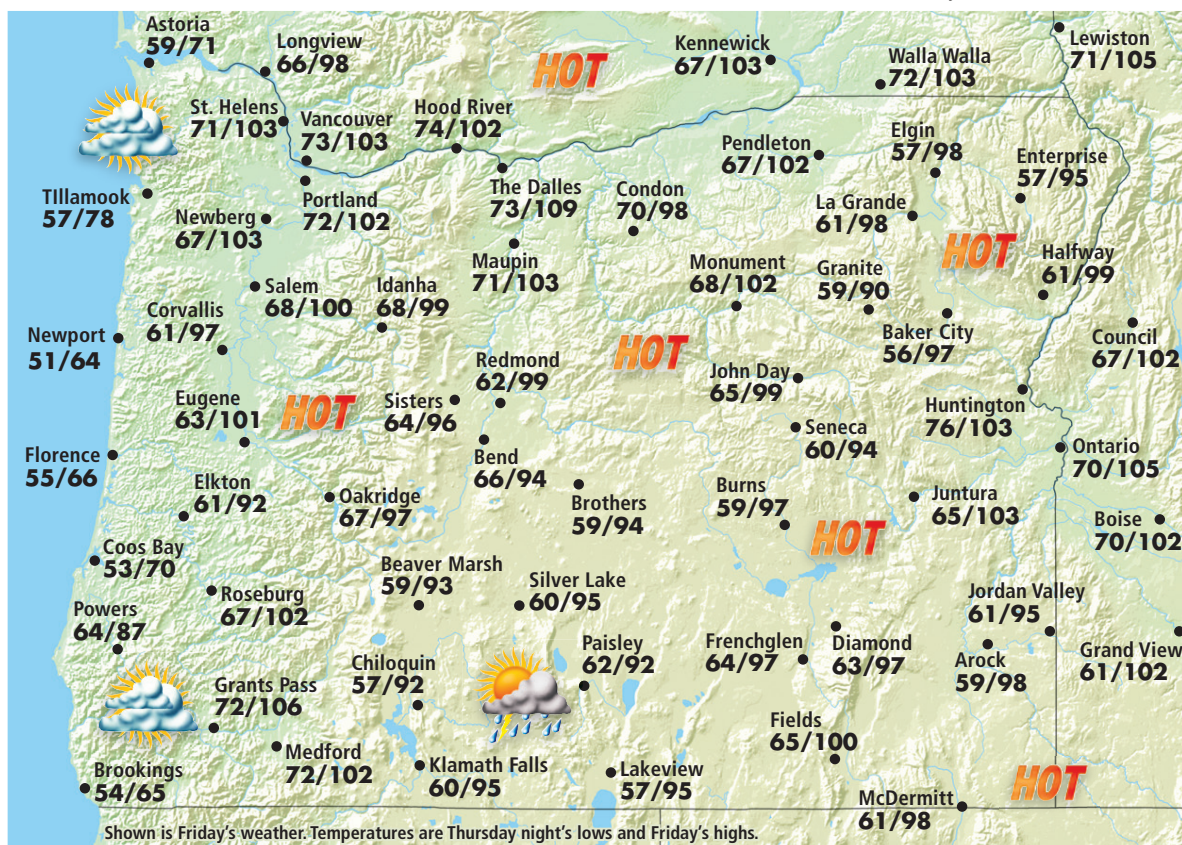 Astoria
59/71
Longview
66/98
HOT
Kennewick
67/103
Walla Walla
72/103
Lewiston
71/105
St. Helens
71/103
Vancouver
73/103
Hood River
74/102
Pendleton
67/102
Elgin
57/98
Enterprise
57/95
TIllamook
57/78
Newberg
67/103
Portland
72/102
The Dalles
73/109
Condon
70/98
La Grande
61/98
HOT
Halfway
61/99
Maupin
71/103
Monument
68/102
Granite
59/90
Salem
68/100
Idanha
68/99
Corvallis
61/97
Newport
51/64
Baker City
56/97
Council
67/102
HOT
Redmond
62/99
John Day
65/99
Eugene
63/101
HOT
Sisters
64/96
Huntington
76/103
Seneca
60/94
Ontario
70/105
Florence
55/66
Bend
66/94
Elkton
61/92
Oakridge
67/97
Brothers
59/94
Burns
59/97
Juntura
65/103
Boise
70/102
HOT
Coos Bay
53/70
Beaver Marsh
59/93
Silver Lake
60/95
Roseburg
67/102
Jordan Valley
61/95
Powers
64/87
Paisley
62/92
Frenchglen
64/97
Diamond
63/97
Arock
59/98
Grand View
61/102
Chiloquin
57/92
Grants Pass
72/106
Fields
65/100
Medford
72/102
Klamath Falls
60/95
Lakeview
57/95
Brookings
54/65
HOT
McDermitt
61/98
Shown is Friday's weather. Temperatures are Thursday night's lows and Friday's highs.